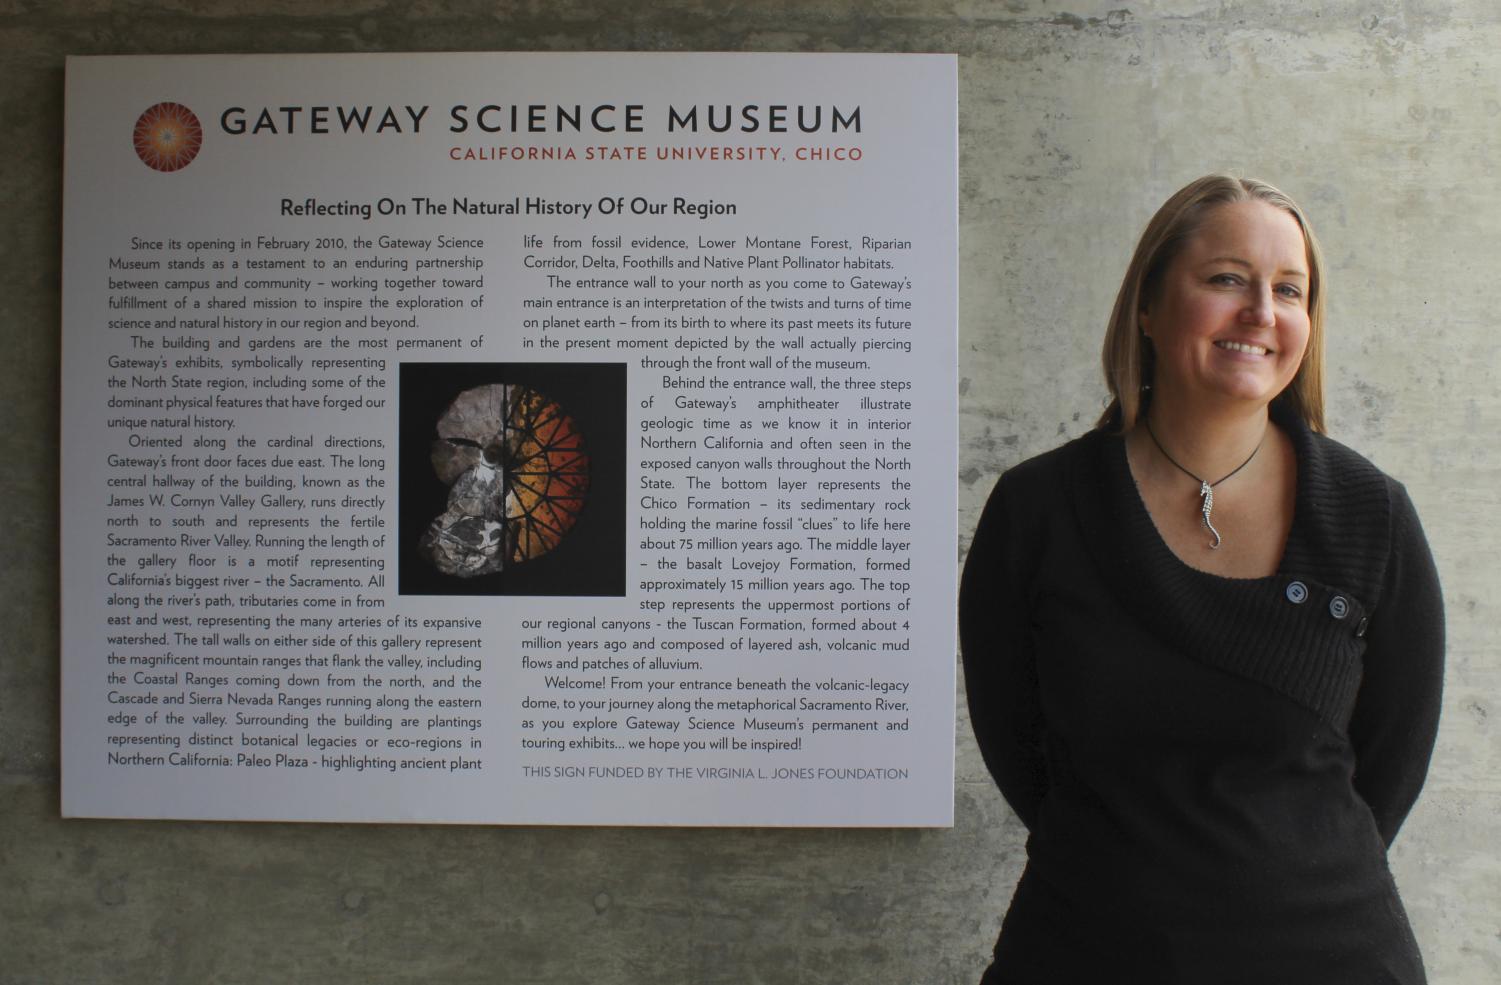 GATEWAY SCIENCE MUSEUM
CALIFORNIA STATE UNIVERSITY, CHICO
Reflecting On The Natural History Of Our Region
Since its opening in February 2010, the Gateway Science
Museum stands as a testament to an enduring partnership
between campus and community – working together toward
fulfillment of a shared mission to inspire the exploration of
science and natural history in our region and beyond.
The building and gardens are the most permanent of
Gateway's exhibits, symbolically representing
the North State region, including some of the
dominant physical features that have forged our
unique natural history.
Oriented along the cardinal directions,
Gateway's front door faces due east. The long
central hallway of the building, known as the
James W. Cornyn Valley Gallery, runs directly
north to south and represents the fertile
Sacramento River Valley. Running the length of
the gallery floor is a motif representing
California's biggest river – the Sacramento. All
along the river's path, tributaries come in from
east and west, representing the many arteries of its expansive
watershed. The tall walls on either side of this gallery represent
the magnificent mountain ranges that flank the valley, including
the Coastal Ranges coming down from the north, and the
Cascade and Sierra Nevada Ranges running along the eastern
edge of the valley. Surrounding the building are plantings
representing distinct botanical legacies or eco-regions in
Northern California: Paleo Plaza - highlighting ancient plant
life from fossil evidence, Lower Montane Forest, Riparian
Corridor, Delta, Foothills and Native Plant Pollinator habitats.
The entrance wall to your north as you come to Gateway's
main entrance is an interpretation of the twists and turns of time
on planet earth – from its birth to where its past meets its future
in the present moment depicted by the wall actually piercing
through the front wall of the museum.
Behind the entrance wall, the three steps
of Gateway's amphitheater illustrate
geologic time as we know it in interior
Northern California and often seen in the
exposed canyon walls throughout the North
State. The bottom layer represents the
Chico Formation – its sedimentary rock
holding the marine fossil "clues" to life here
about 75 million years ago. The middle layer
– the basalt Lovejoy Formation, formed
approximately 15 million years ago. The top
step represents the uppermost portions of
our regional canyons - the Tuscan Formation, formed about 4
million years ago and composed of layered ash, volcanic mud
flows and patches of alluvium.
Welcome! From your entrance beneath the volcanic-legacy
dome, to your journey along the metaphorical Sacramento River,
as you explore Gateway Science Museum's permanent and
touring exhibits... we hope you will be inspired!
THIS SIGN FUNDED BY THE VIRGINIA L. JONES FOUNDATION